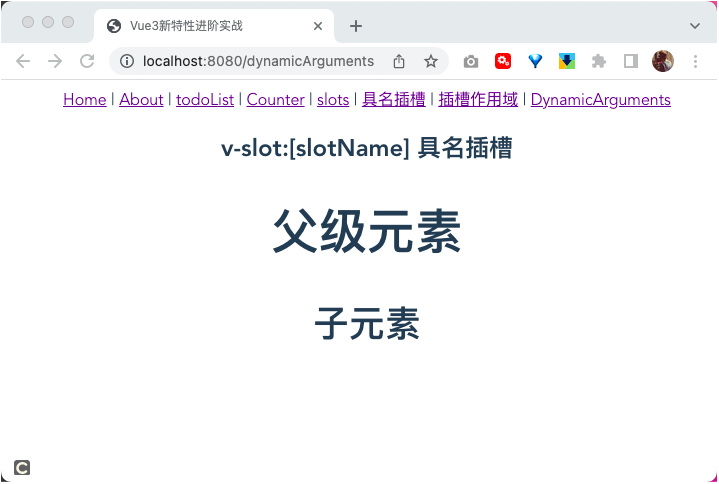 Vue3新特性进阶实战
localhost:8080/dynamicArguments
Home | About | todoList | Counter | slots | 具名插槽 | 插槽作用域 | DynamicArguments
v-slot:[slotName] 具名插槽
父级元素
子元素
C